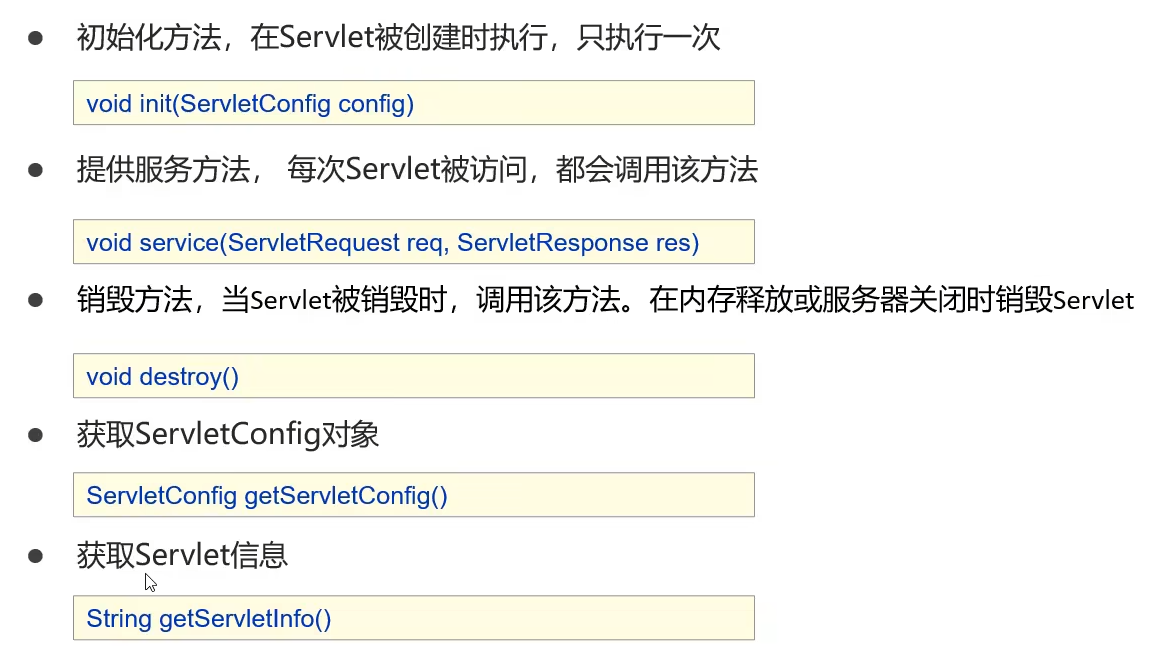 初始化方法，在Servlet被创建时执行，只执行一次
void init(ServletConfig config)
提供服务方法， 每次Servlet被访问，都会调用该方法
void service(ServletRequest req, ServletResponse res)
销毁方法，当Servlet被销毁时，调用该方法。在内存释放或服务器关闭时销毁Servlet
void destroy()
获取ServletConfig对象
ServletConfig getServletConfig()
获取Servlet信息
String getServletInfo()